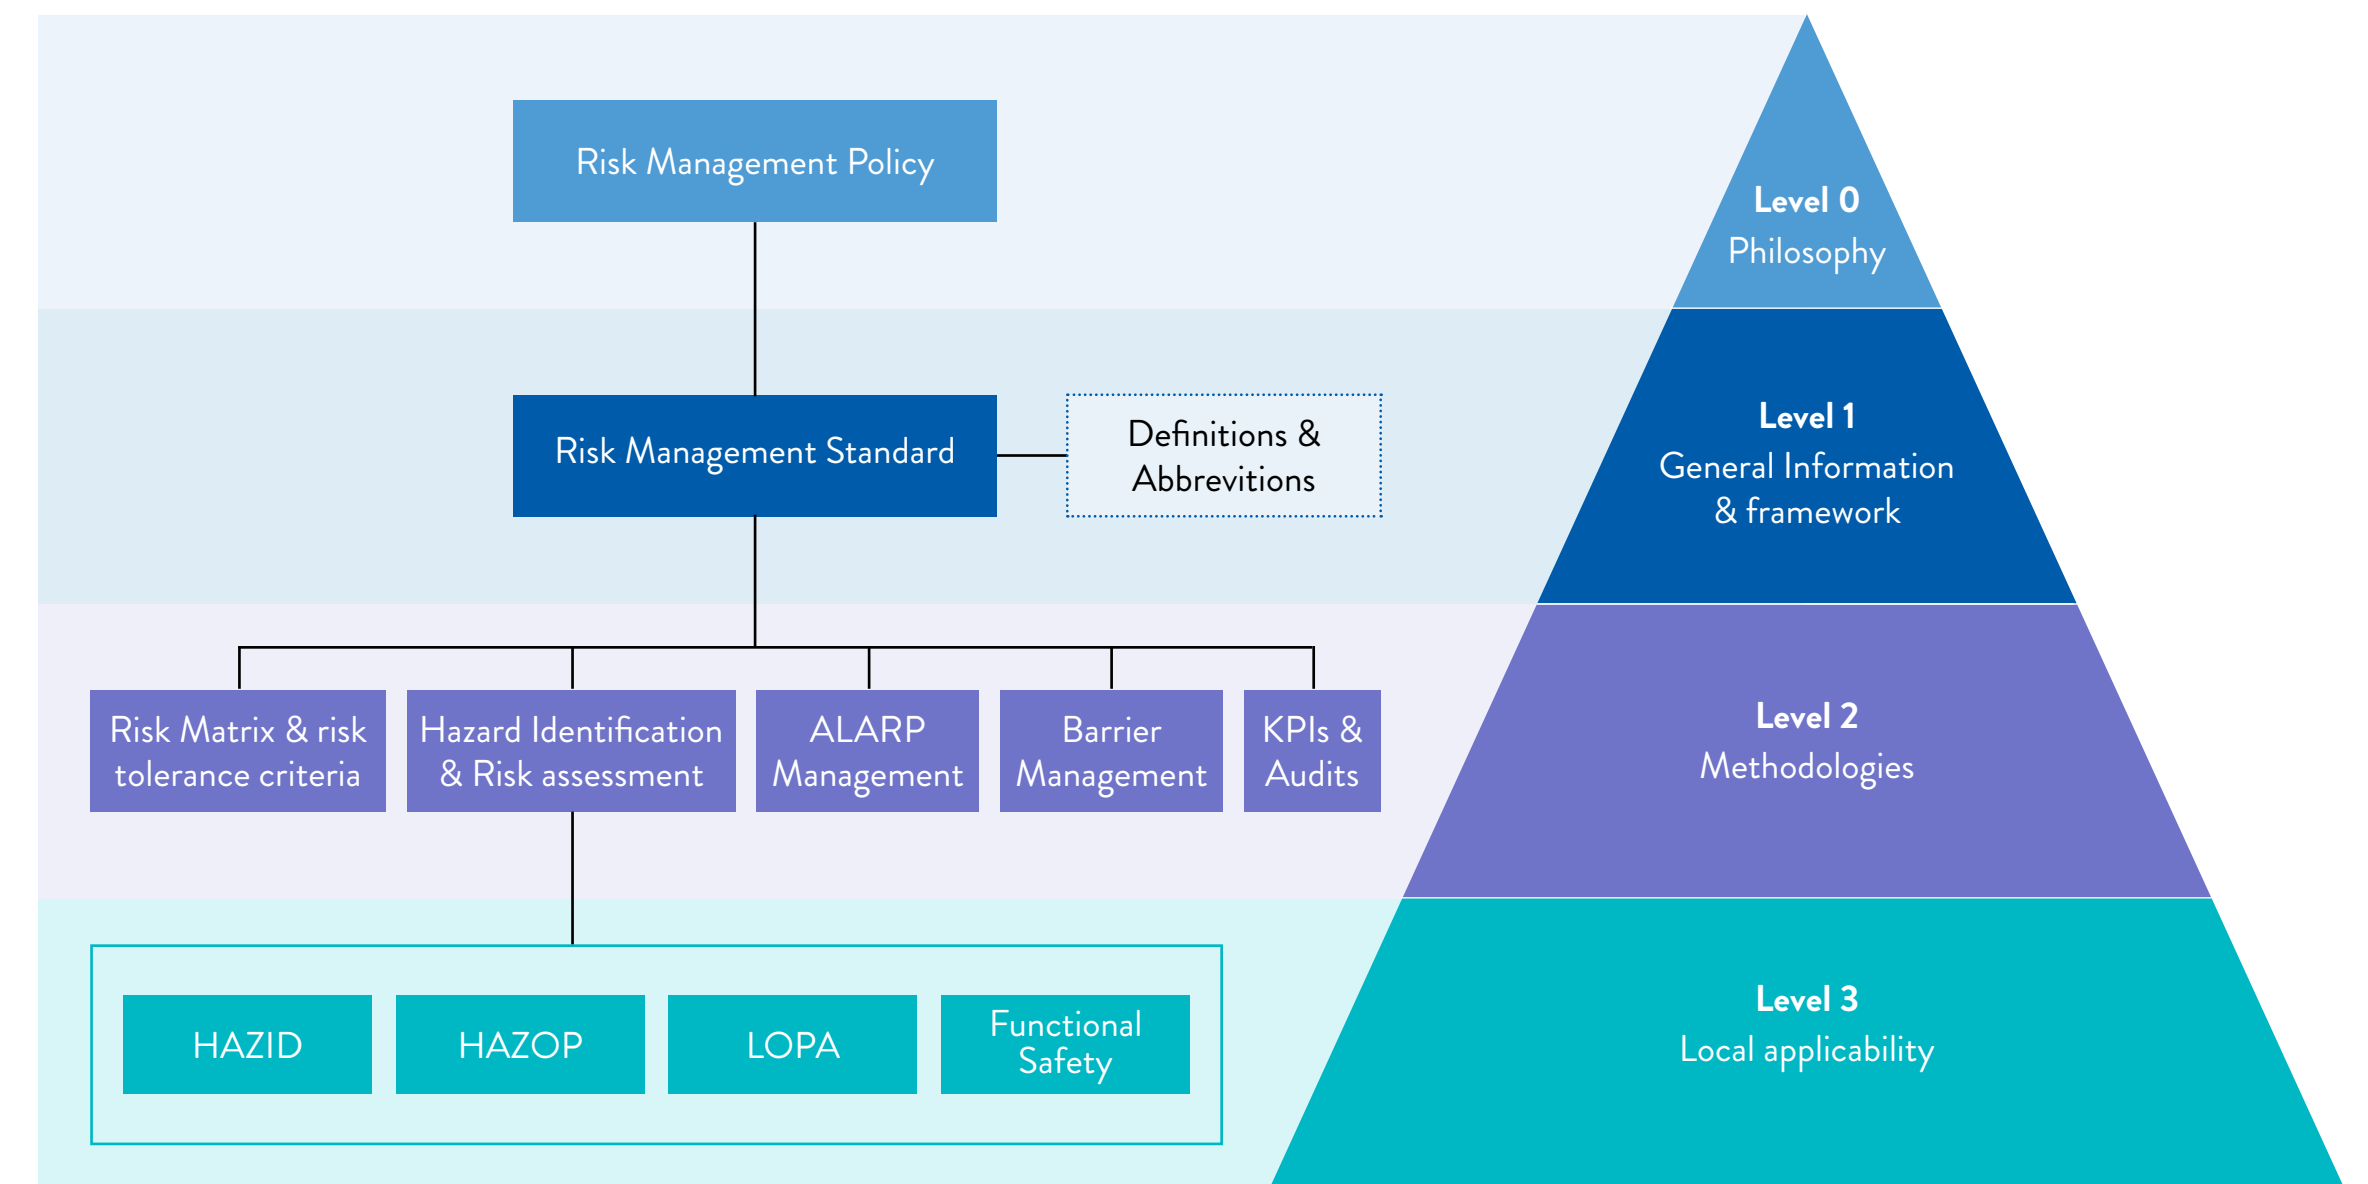 Risk Management Policy
Level 0
Philosophy
Risk Management Standard
Definitions &
Abbrevitions
Level 1
General Information
& framework
Risk Matrix & risk
tolerance criteria
Hazard Identification
& Risk assessment
ALARP
Management
Barrier
Management
KPIs &
Audits
Level 2
Methodologies
HAZID
HAZOP
LOPA
Functional
Safety
Level 3
Local applicability